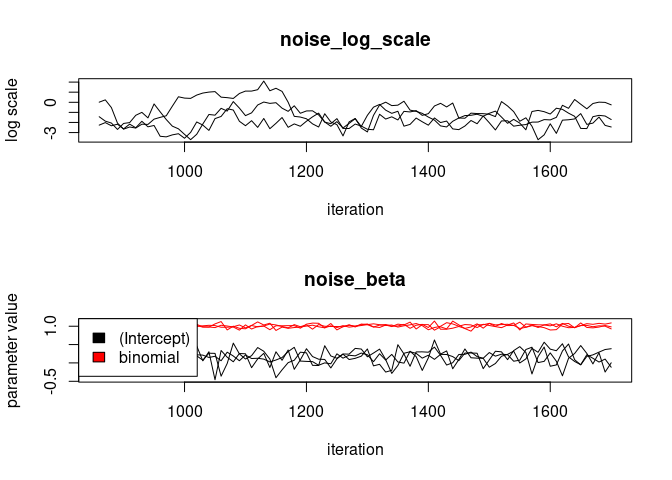 noise_log_scale
log scale
0
-3
1000 1200 1400 1600
iteration
noise_beta
parameter value
1.0
-0.5
(Intercept)
binomial
1000 1200 1400 1600
iteration